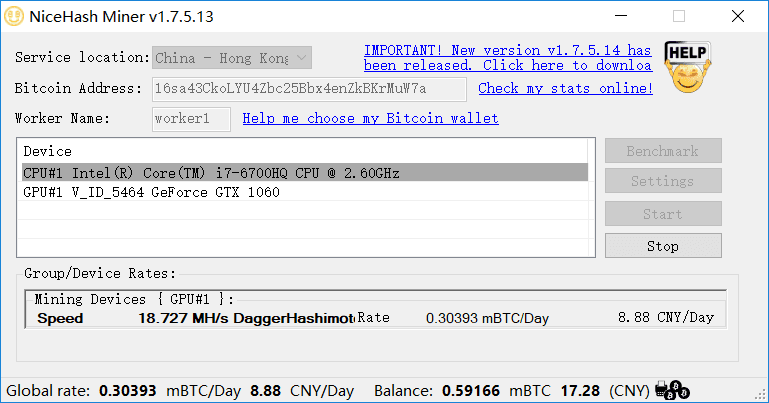 NiceHash Miner v1.7.5.13
Service location: China - Hong Kong
IMPORTANT! New version v1.7.5.14 has
been released. Click here to downloa
HELP
Bitcoin Address: 16sa43CkoLYU4Zbc25Bbx4enZkBKrMuW7a Check my stats online!
Worker Name: worker1 Help me choose my Bitcoin wallet
Device
CPU#1 Intel(R) Core(TM) i7-6700HQ CPU @ 2.60GHz
GPU#1 V_ID_5464 GeForce GTX 1060
Benchmark
Settings
Start
Stop
Group/Device Rates:
Mining Devices { GPU#1 }:
Speed 18.727 MH/s DaggerHashimot Rate 0.30393 mBTC/Day 8.88 CNY/Day
Global rate: 0.30393 mBTC/Day 8.88 CNY/Day Balance: 0.59166 mBTC 17.28 (CNY)